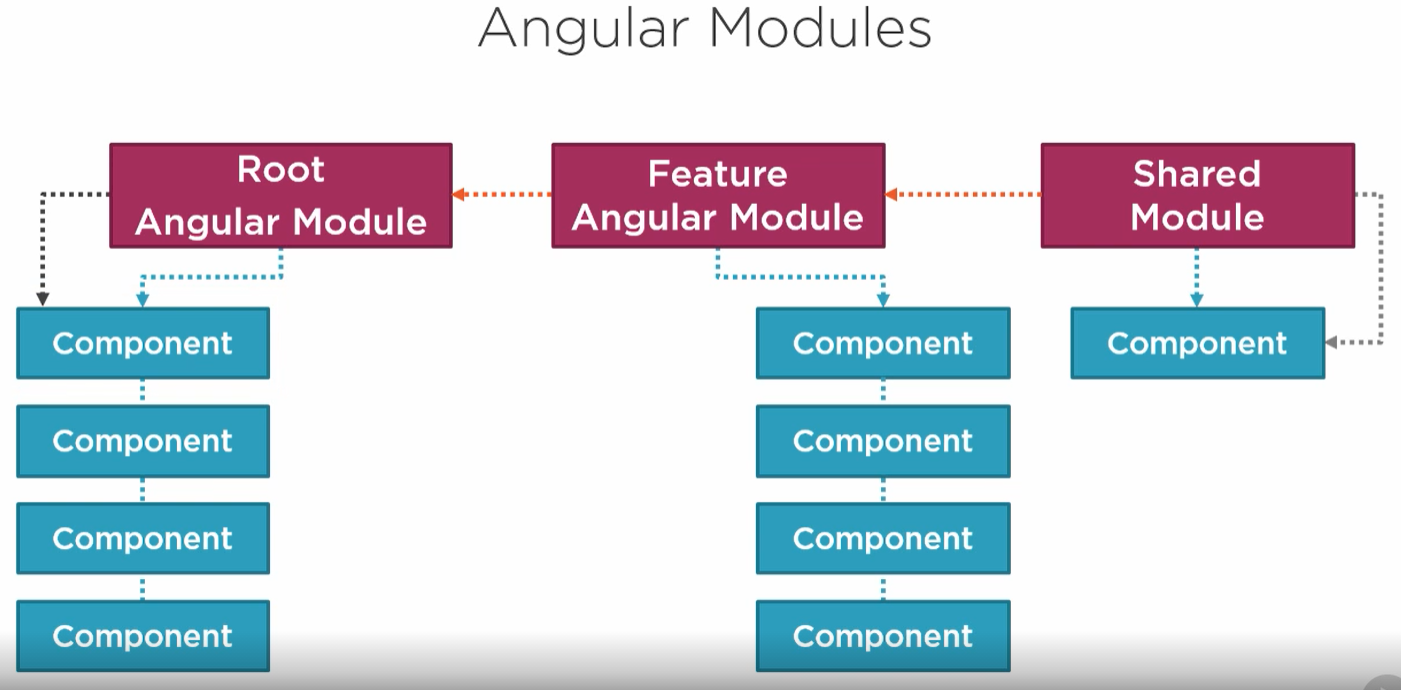 Angular Modules
Root
Angular Module
Feature
Angular Module
Shared
Module
Component
Component
Component
Component
Component
Component
Component
Component
Component